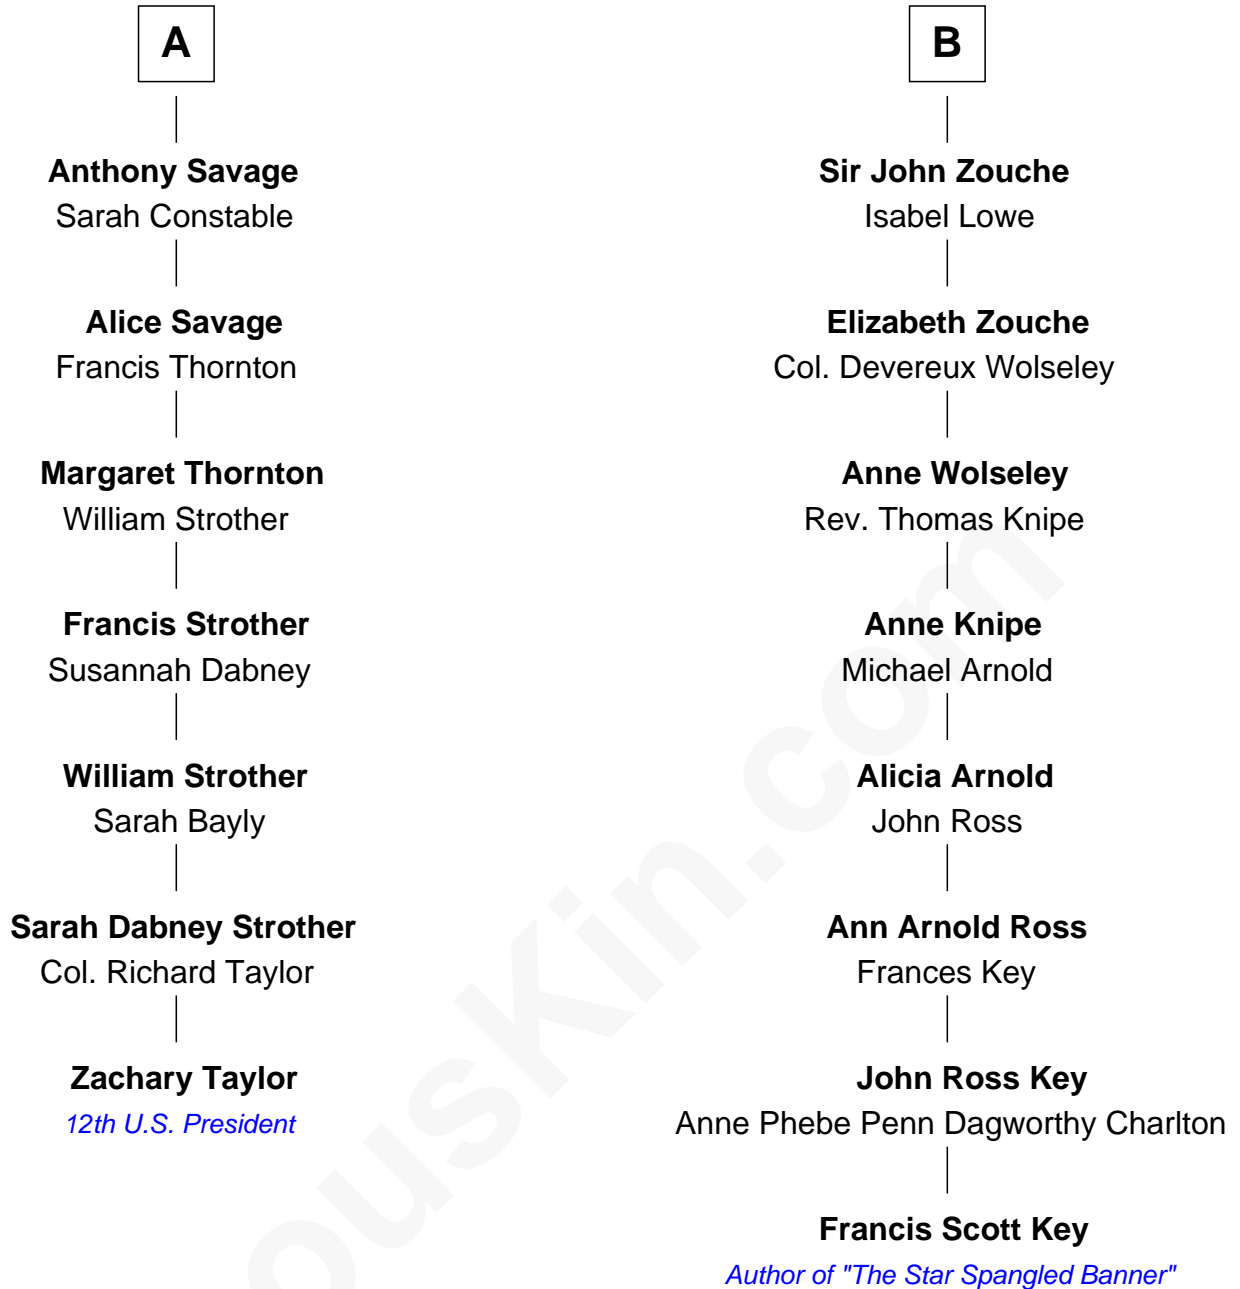 A
Anthony Savage
Sarah Constable
Alice Savage
Francis Thornton
Margaret Thornton
William Strother
Francis Strother
Susannah Dabney
William Strother
Sarah Bayly
Sarah Dabney Strother
Col. Richard Taylor
Zachary Taylor
12th U.S. President
B
Sir John Zouche
Isabel Lowe
Elizabeth Zouche
Col. Devereux Wolseley
Anne Wolseley
Rev. Thomas Knipe
Anne Knipe
Michael Arnold
Alicia Arnold
John Ross
Ann Arnold Ross
Frances Key
John Ross Key
Anne Phebe Penn Dagworthy Charlton
Francis Scott Key
Author of "The Star Spangled Banner"
ousKin.com